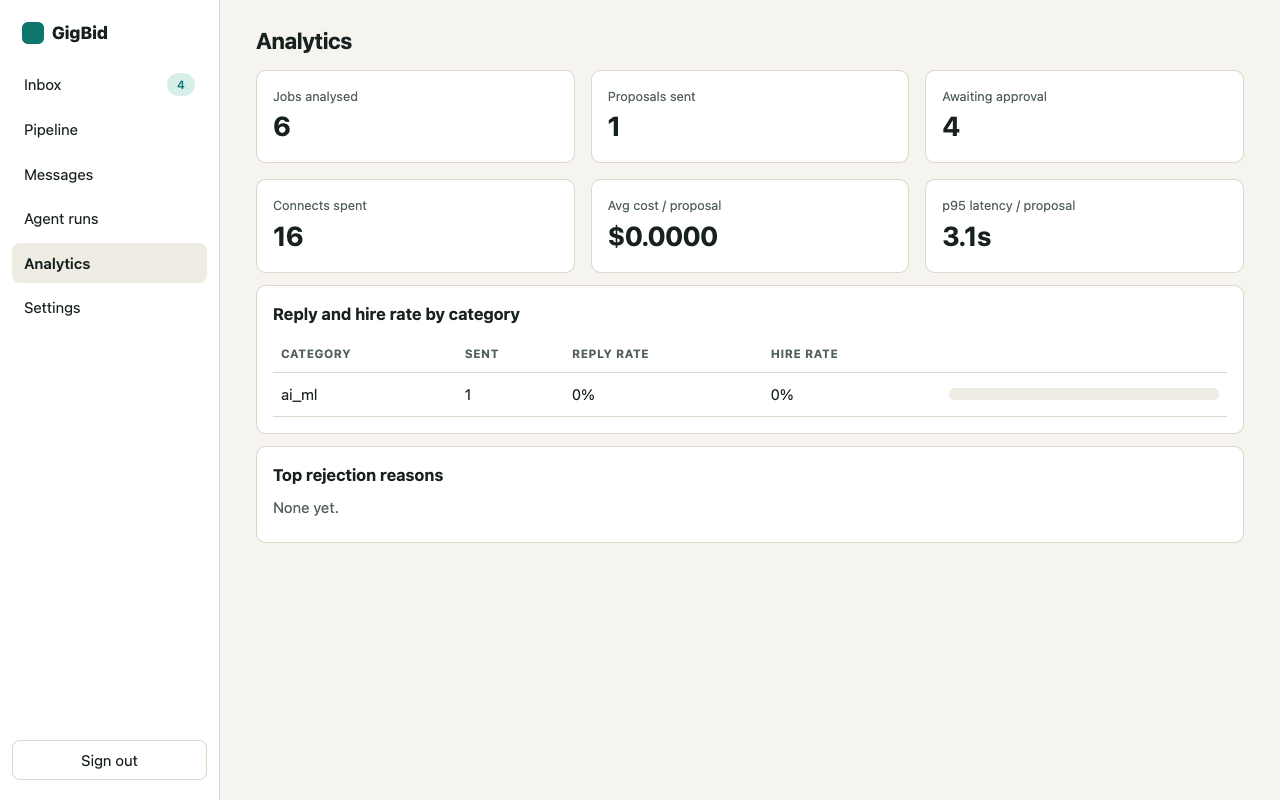 GigBid
Inbox 4
Pipeline
Messages
Agent runs
Analytics
Settings
Sign out
Analytics
Jobs analysed
6
Proposals sent
1
Awaiting approval
4
Connects spent
16
Avg cost / proposal
$0.0000
p95 latency / proposal
3.1s
Reply and hire rate by category
CATEGORY SENT REPLY RATE HIRE RATE
ai_ml 1 0% 0%
Top rejection reasons
None yet.